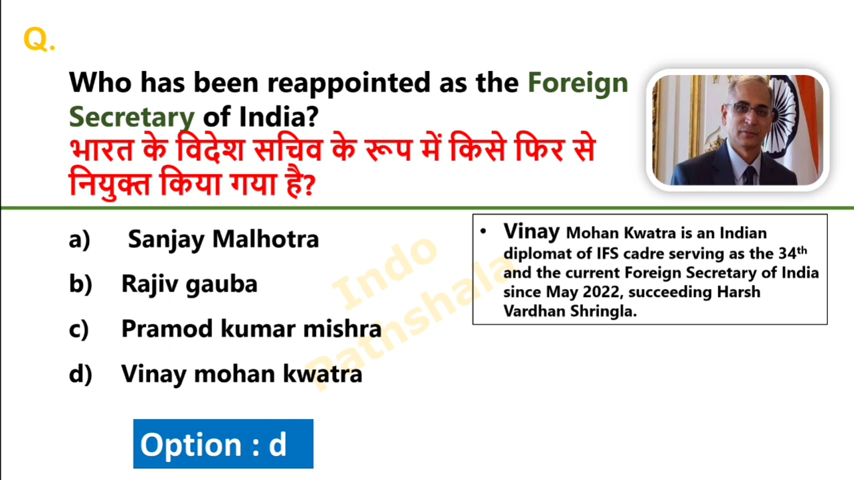 Q.
Who has been reappointed as the Foreign
Secretary of India?
भारत के विदेश सचिव के रूप में किसे फिर से
नियुक्त किया गया है?
a) Sanjay Malhotra
b) Rajiv gauba
c) Pramod kumar mishra
d) Vinay mohan kwatra
Option : d
• Vinay Mohan Kwatra is an Indian
diplomat of IFS cadre serving as the 34th
and the current Foreign Secretary of India
since May 2022, succeeding Harsh
Vardhan Shringla.
Indo
Pathshala